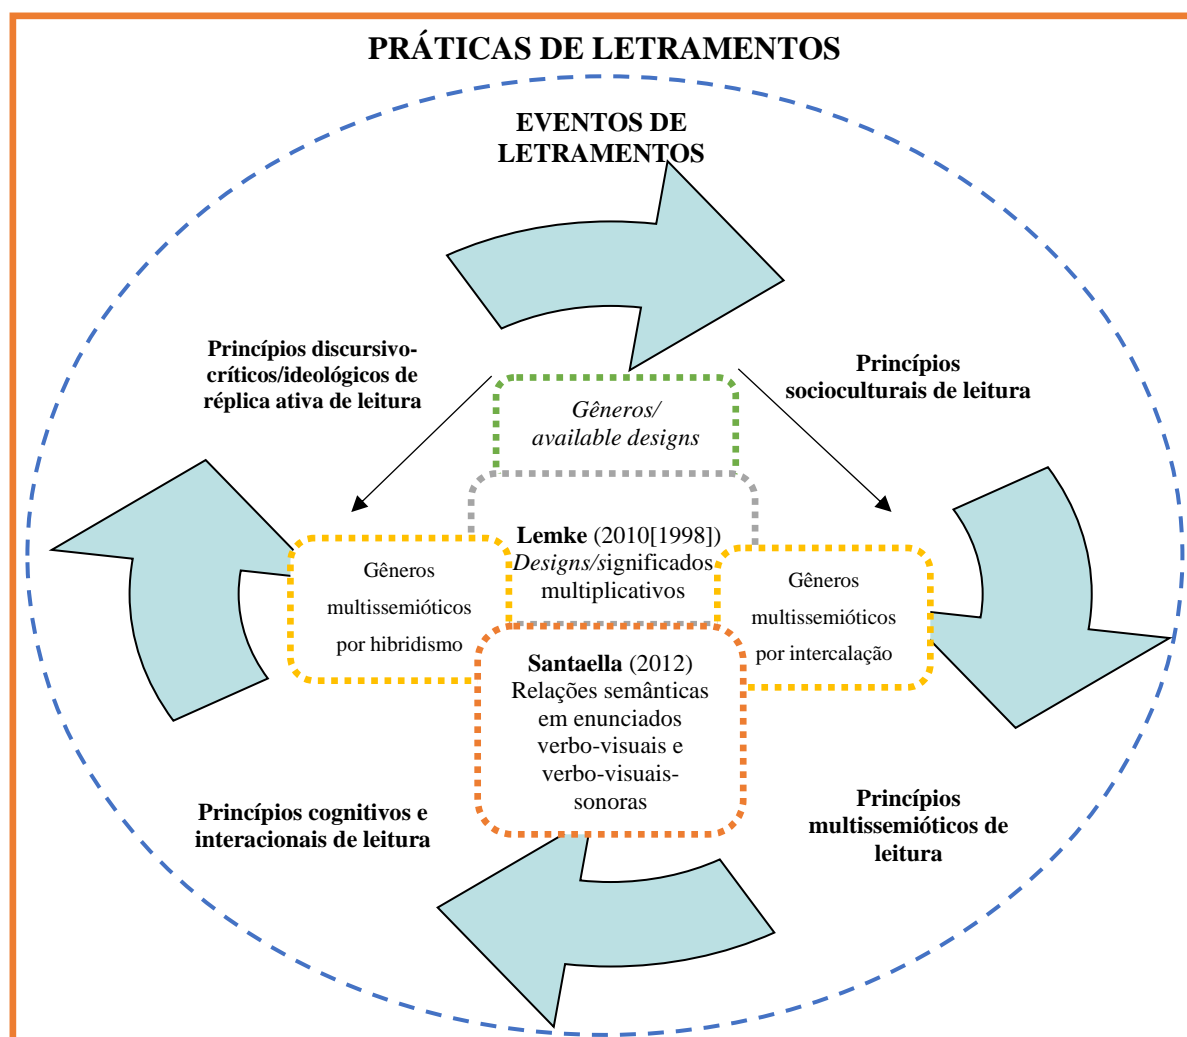 PRÁTICAS DE LETRAMENTOS
EVENTOS DE
LETRAMENTOS
Princípios discursivo-
críticos/ideológicos de
réplica ativa de leitura
Princípios
socioculturais de leitura
Gêneros/
available designs
Lemke (2010[1998])
Designs/significados
multiplicativos
Gêneros
multissemióticos
por hibridismo
Gêneros
multissemióticos
por intercalação
Santaella (2012)
Relações semânticas
em enunciados
verbo-visuais e
verbo-visuais-
sonoras
Princípios cognitivos e
interacionais de leitura
Princípios
multissemióticos de
leitura